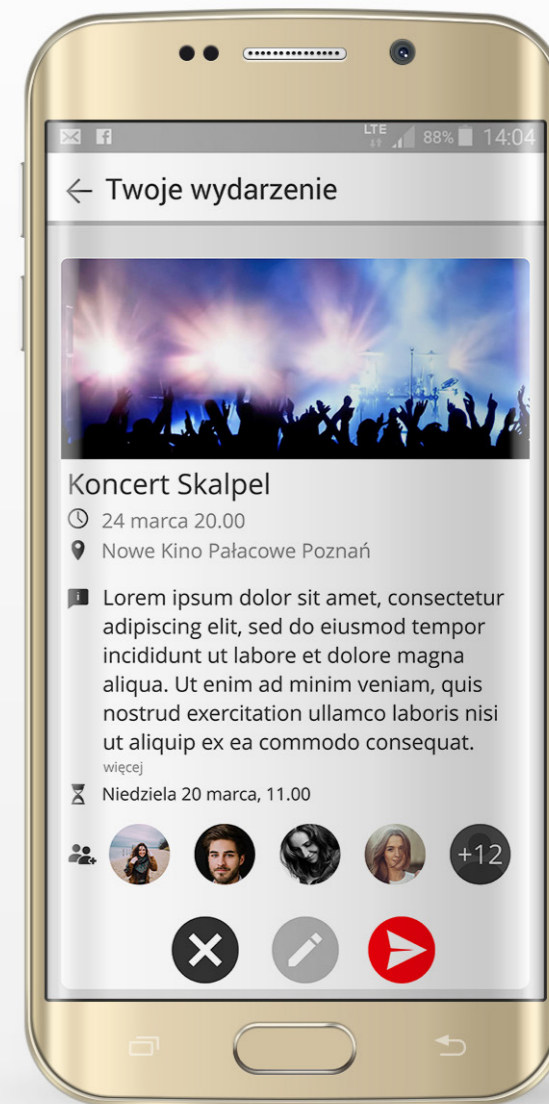 LTE 88% 14:04
Twoje wydarzenie
Koncert Skalpel
24 marca 20.00
Nowe Kino Pałacowe Poznań
Lorem ipsum dolor sit amet, consectetur
adipiscing elit, sed do eiusmod tempor
incididunt ut labore et dolore magna
aliqua. Ut enim ad minim veniam, quis
nostrud exercitation ullamco laboris nisi
ut aliquip ex ea commodo consequat.
więcej
Niedziela 20 marca, 11.00
+12